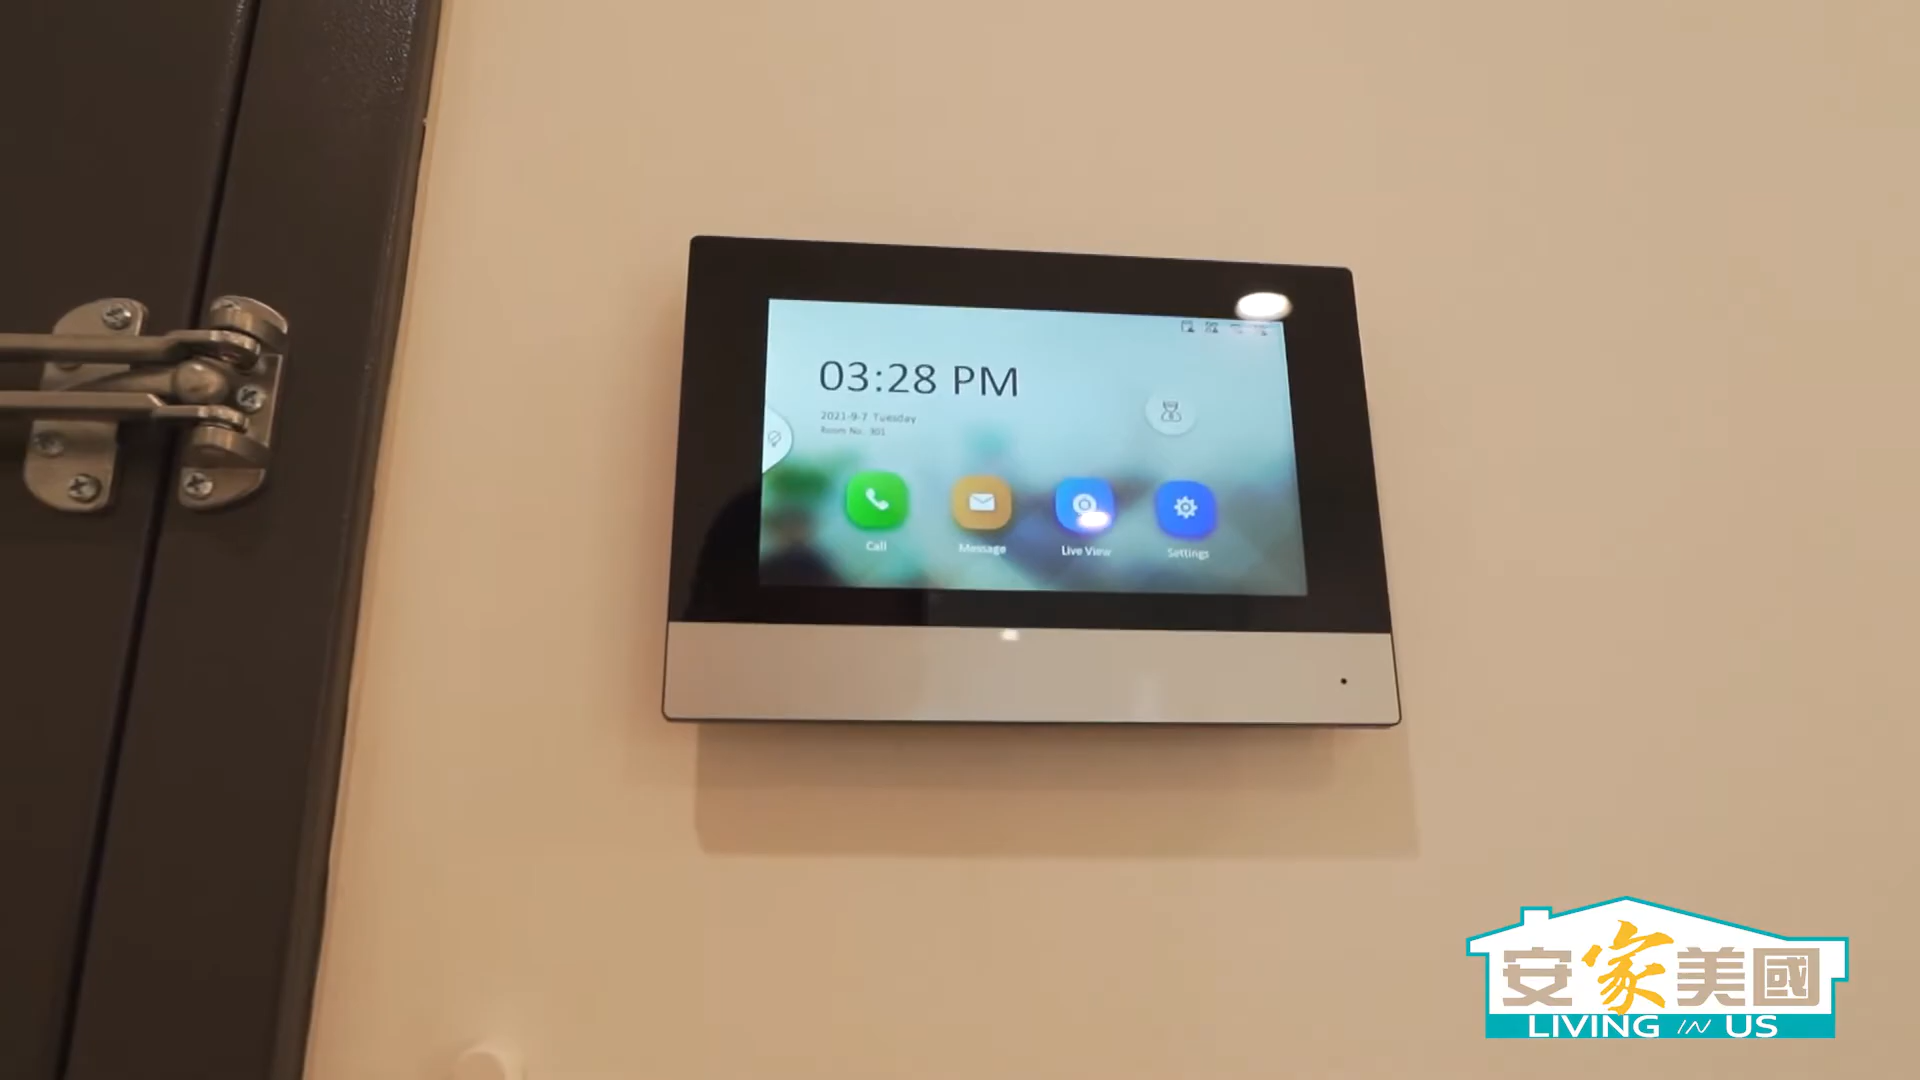 03:28 PM
2021-9-7 Tuesday
Room No. 301
Call
Message
Live View
Settings
安家美國
LIVING IN US